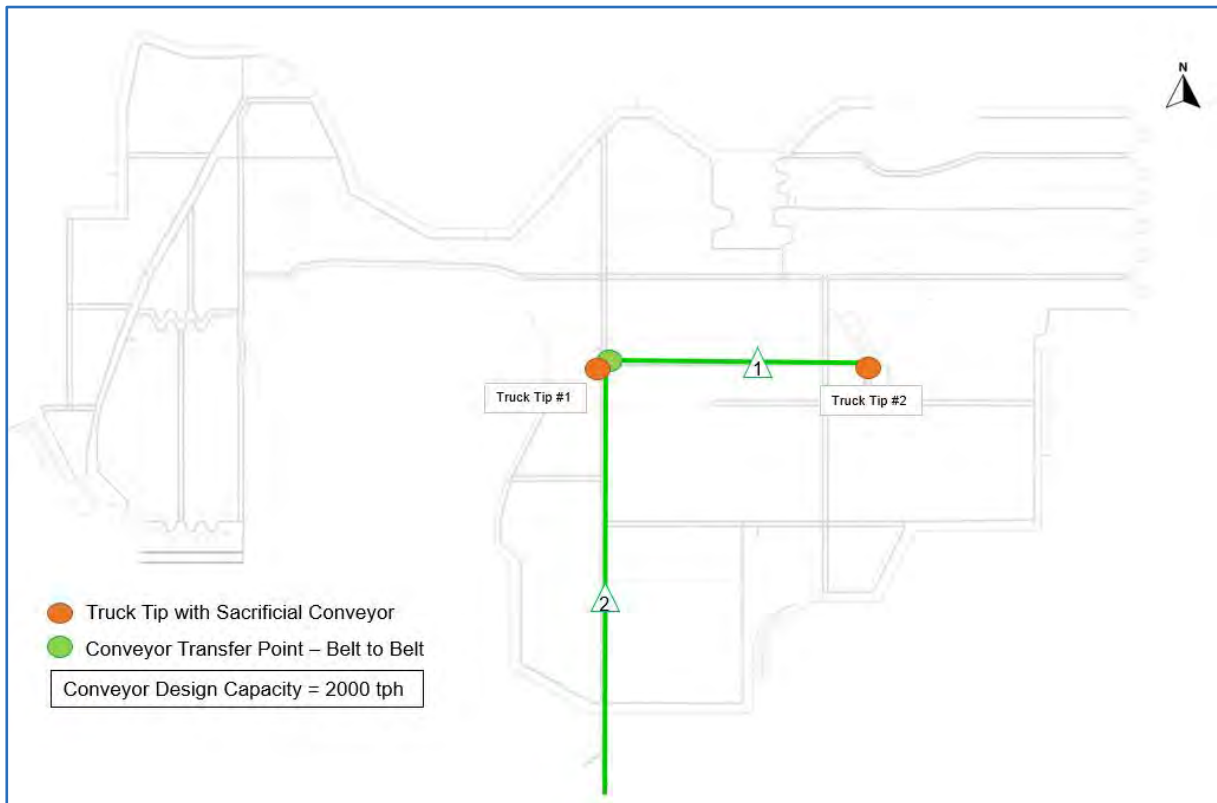 N
1
Truck Tip #1
Truck Tip #2
2
Truck Tip with Sacrificial Conveyor
Conveyor Transfer Point – Belt to Belt
Conveyor Design Capacity = 2000 tph